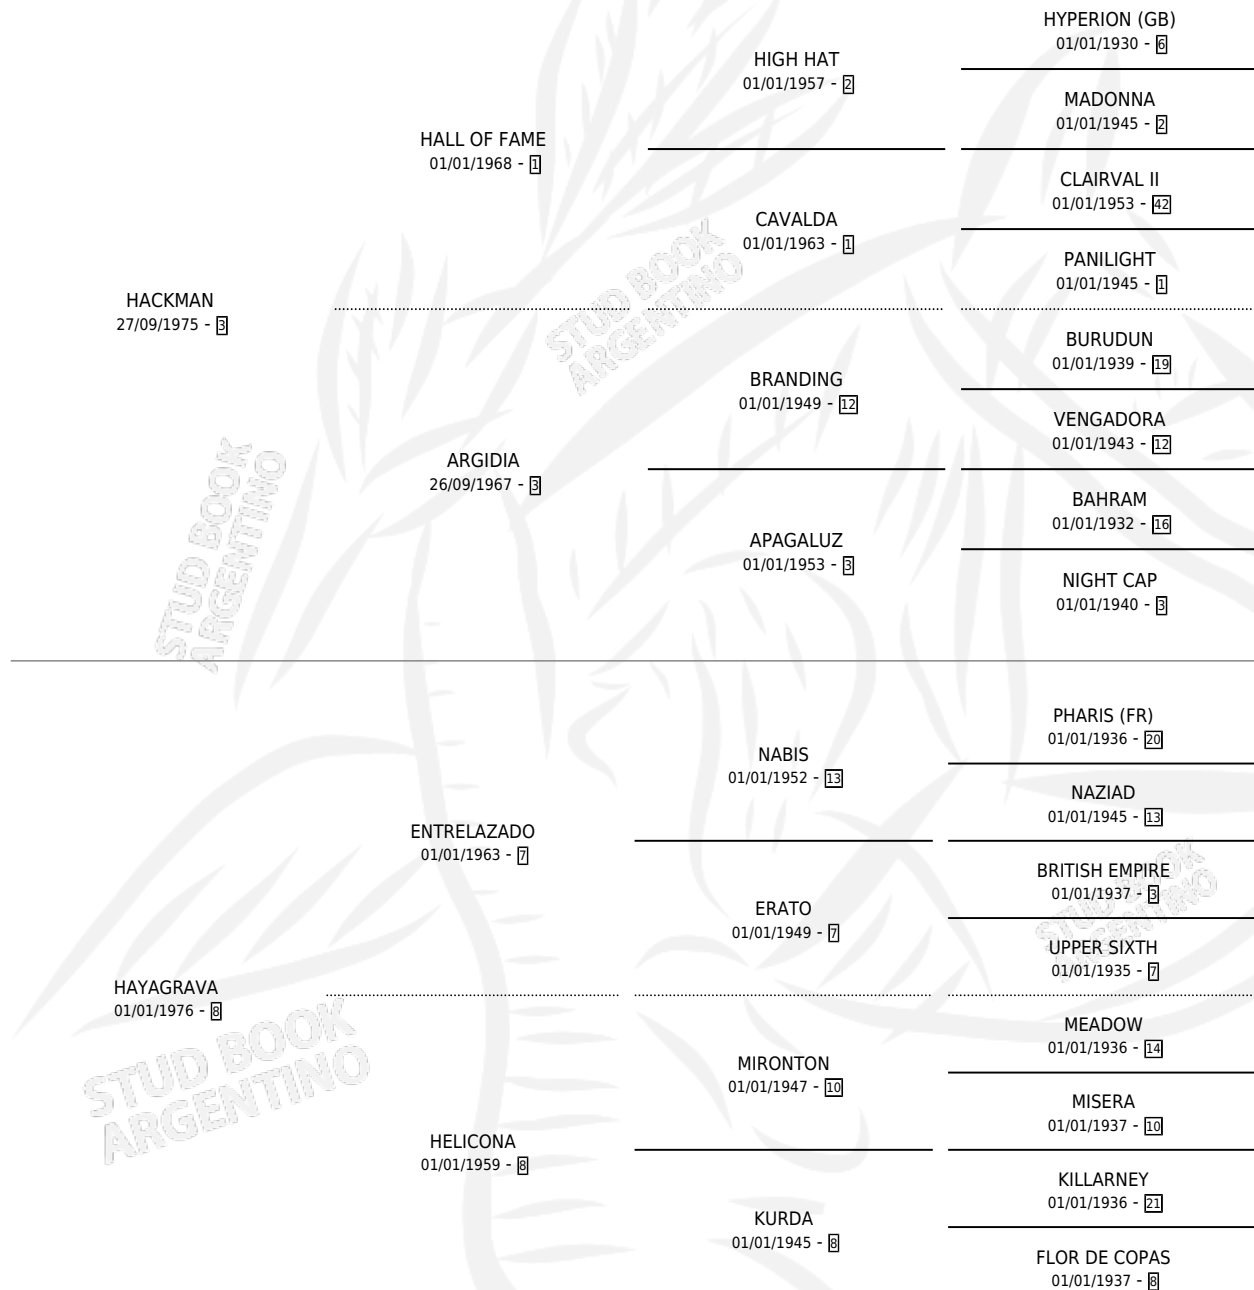 HYPERION (GB)
01/01/1930 - 6
HIGH HAT
01/01/1957 - 2
MADONNA
01/01/1945 - 2
HALL OF FAME
01/01/1968 - 1
CLAIRVAL II
01/01/1953 - 42
CAVALDA
01/01/1963 - 1
PANILIGHT
01/01/1945 - 1
HACKMAN
27/09/1975 - 3
BURUDUN
01/01/1939 - 19
BRANDING
01/01/1949 - 12
VENGADORA
01/01/1943 - 12
ARGIDIA
26/09/1967 - 3
BAHRAM
01/01/1932 - 16
APAGALUZ
01/01/1953 - 3
NIGHT CAP
01/01/1940 - 3
STUD BOOK
ARGENTINO
STUD BOOK
ARGENTINO
PHARIS (FR)
01/01/1936 - 20
NABIS
01/01/1952 - 13
NAZIAD
01/01/1945 - 13
ENTRELAZADO
01/01/1963 - 7
BRITISH EMPIRE
01/01/1937 - 3
ERATO
01/01/1949 - 7
UPPER SIXTH
01/01/1935 - 7
HAYAGRAVA
01/01/1976 - 8
MEADOW
01/01/1936 - 14
MIRONTON
01/01/1947 - 10
MISERA
01/01/1937 - 10
HELICONA
01/01/1959 - 8
KILLARNEY
01/01/1936 - 21
KURDA
01/01/1945 - 8
FLOR DE COPAS
01/01/1937 - 8
STUD BOOK
ARGENTINO
STUD BOOK
ARGENTINO